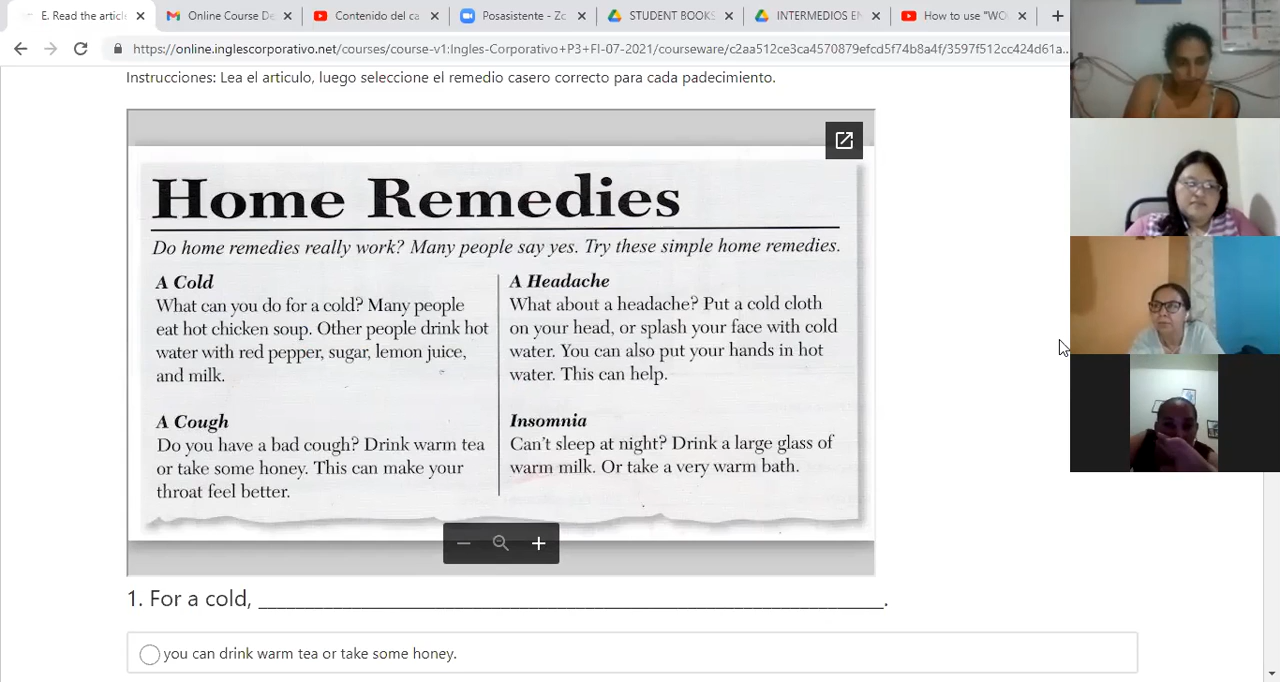 E. Read the articl
Online Course De
Contenido del ca
Posasistente - Zc
STUDENT BOOKS
INTERMEDIOS EN
How to use "WO
https://online.inglescorporativo.net/courses/course-v1:Ingles-Corporativo+P3+FI-07-2021/courseware/c2aa512ce3ca4570879efcd5f74b8a4f/3597f512cc424d61a...
Instrucciones: Lea el articulo, luego seleccione el remedio casero correcto para cada padecimiento.
Home Remedies
Do home remedies really work? Many people say yes. Try these simple home remedies.
A Cold
What can you do for a cold? Many people
eat hot chicken soup. Other people drink hot
water with red pepper, sugar, lemon juice,
and milk.
A Cough
Do you have a bad cough? Drink warm tea
or take some honey. This can make your
throat feel better.
A Headache
What about a headache? Put a cold cloth
on your head, or splash your face with cold
water. You can also put your hands in hot
water. This can help.
Insomnia
Can't sleep at night? Drink a large glass of
warm milk. Or take a very warm bath.
1. For a cold, ______________________________________________.
you can drink warm tea or take some honey.